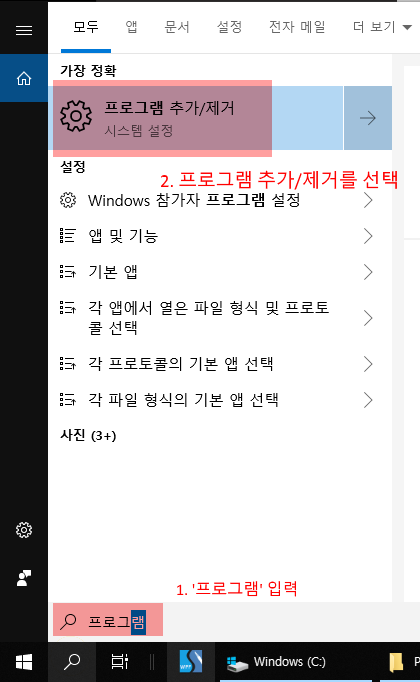 모두 앱 문서 설정 전자 메일 더 보기
가장 정확
프로그램 추가/제거
시스템 설정
설정
2. 프로그램 추가/제거를 선택
Windows 참가자 프로그램 설정
앱 및 기능
기본 앱
각 앱에서 열은 파일 형식 및 프로토
콜 선택
각 프로토콜의 기본 앱 선택
각 파일 형식의 기본 앱 선택
사진 (3+)
1. '프로그램' 입력
프로그램
WPF Windows (C:) P